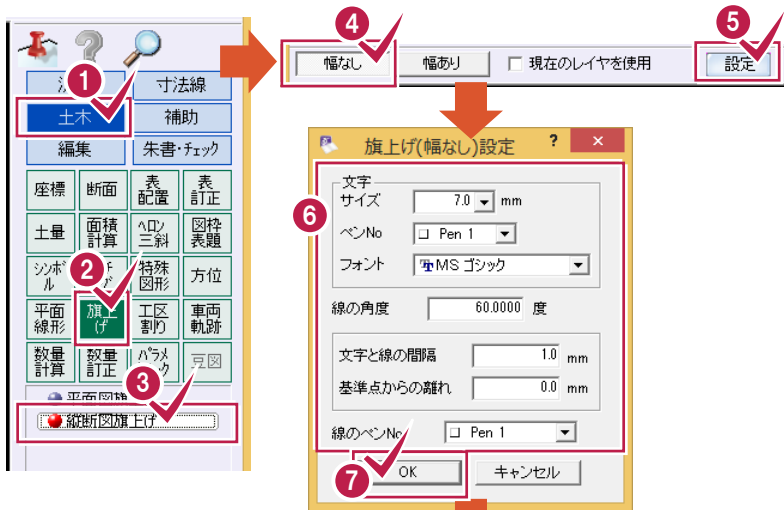 1
寸法線
土木
補助
編集
朱書・チェック
座標
断面
表配置
表訂正
土量
面積計算
ヘロン三斜
図枠表題
2
特殊図形
方位
平面線形
旗上げ
工区割り
車両軌跡
数量計算
数量訂正
豆図
3
縦断図旗上げ
4
5
幅なし
幅あり
現在のレイヤを使用
設定
旗上げ(幅なし)設定
?
×
6
文字
サイズ
7.0
mm
ペンNo
Pen 1
フォント
MS ゴシック
線の角度
60.0000
度
文字と線の間隔
1.0
mm
基準点からの離れ
0.0
mm
線のペンNo
Pen 1
7
OK
キャンセル